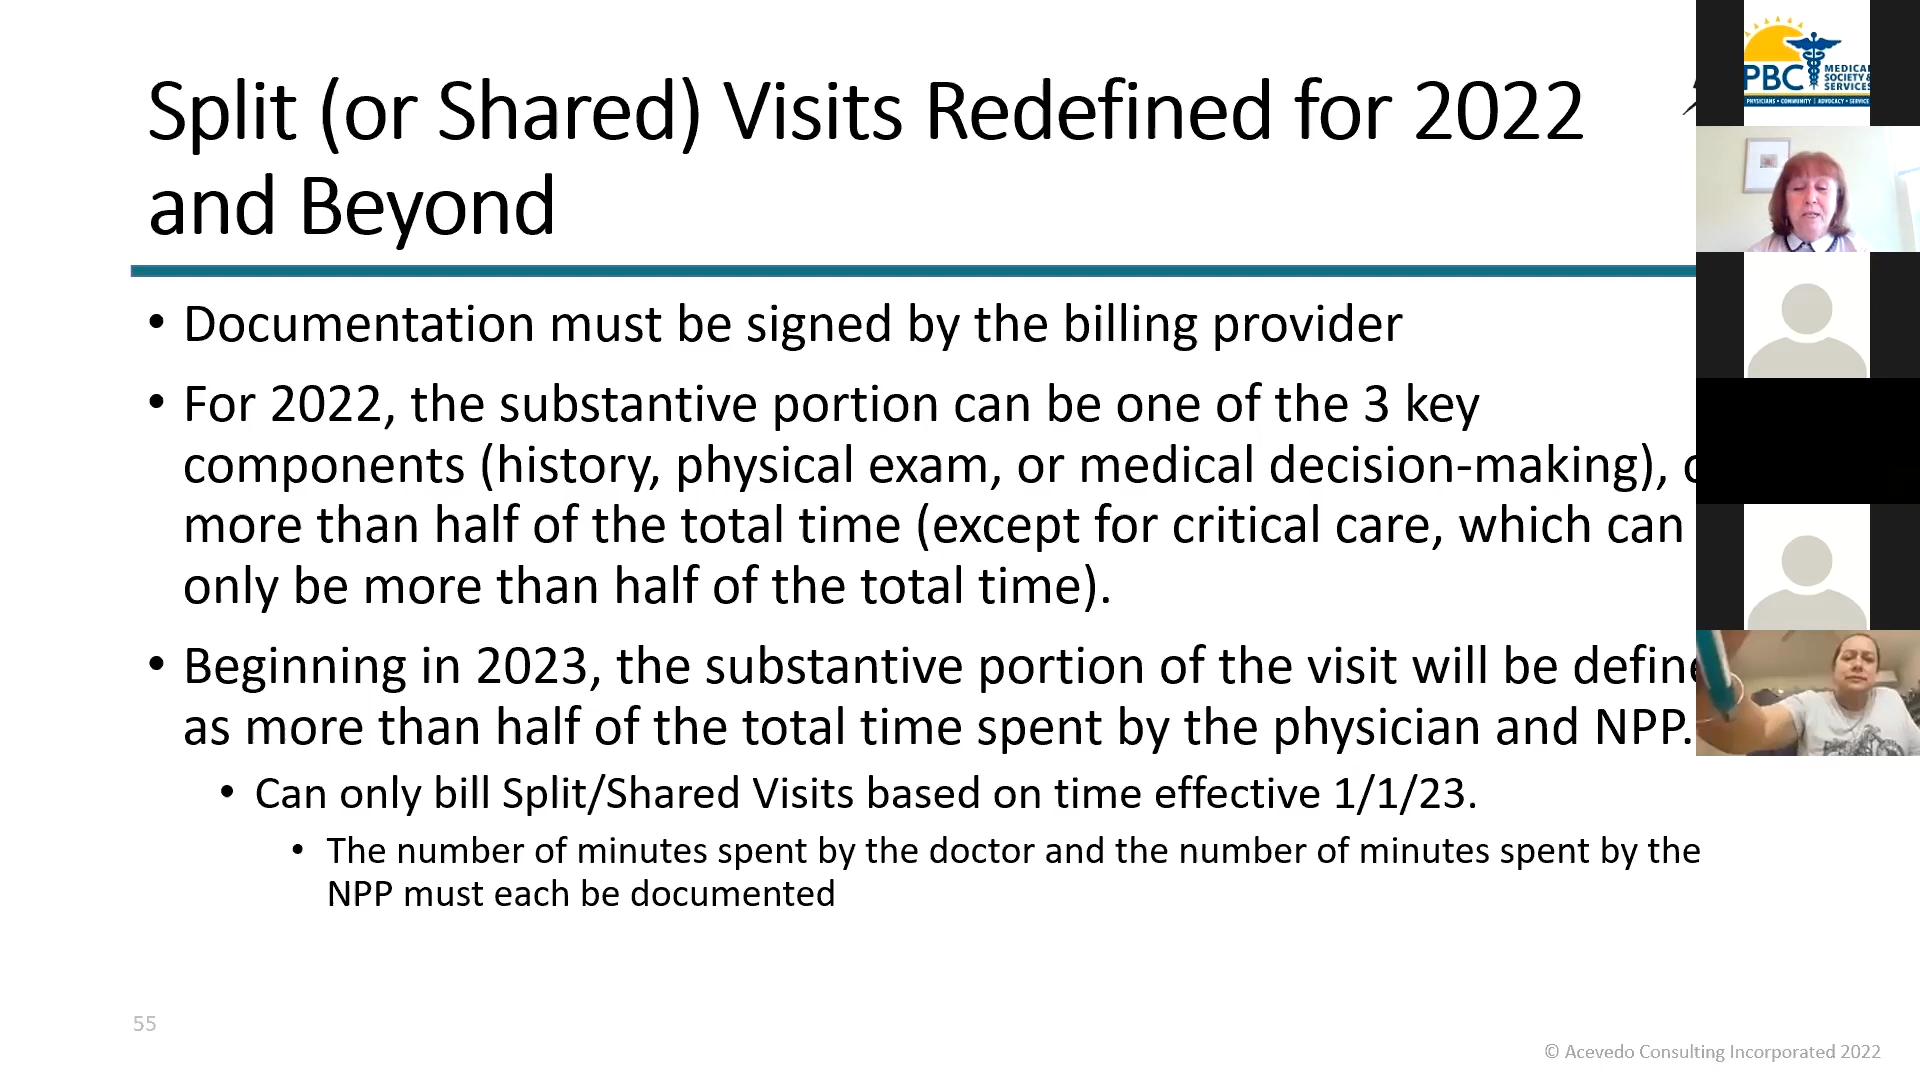 Split (or Shared) Visits Redefined for 2022
and Beyond
• Documentation must be signed by the billing provider
• For 2022, the substantive portion can be one of the 3 key
components (history, physical exam, or medical decision-making),
more than half of the total time (except for critical care, which can
only be more than half of the total time).
• Beginning in 2023, the substantive portion of the visit will be define
as more than half of the total time spent by the physician and NPP.
• Can only bill Split/Shared Visits based on time effective 1/1/23.
• The number of minutes spent by the doctor and the number of minutes spent by the
NPP must each be documented
55
© Acevedo Consulting Incorporated 2022
PBC MEDICAL
SOCIETY &
SERVICES
PHYSICIANS • COMMUNITY | ADVOCACY • SERVICE